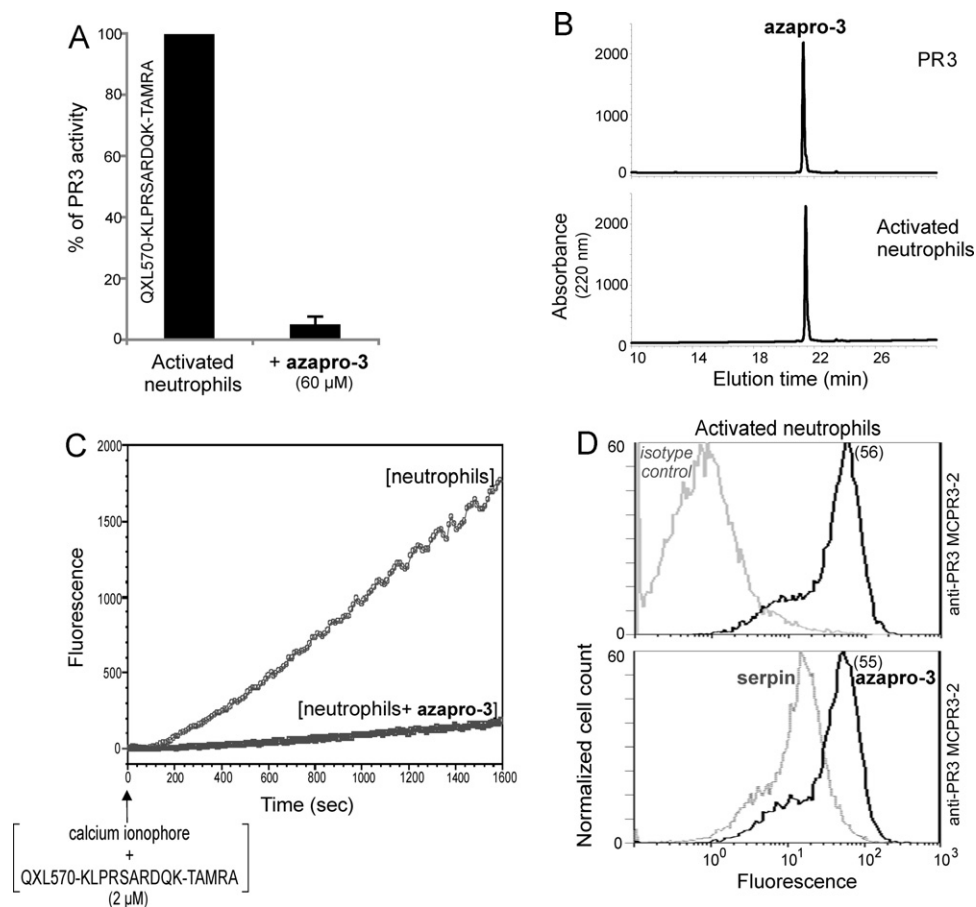 A
% of PR3 activity
100
80
60
40
20
0
QXL570-KLPRSARDQK-TAMRA
Activated
neutrophils
+ azapro-3
(60 µM)
B
azapro-3
PR3
2000
1000
0
Activated
neutrophils
2000
1000
0
Absorbance
(220 nm)
10 14 18 22 26
Elution time (min)
C
2000
1750
1500
1250
1000
750
500
250
0
Fluorescence
[neutrophils]
[neutrophils+ azapro-3]
0 200 400 600 800 1000 1200 1400 1600
Time (sec)
calcium ionophore
+
QXL570-KLPRSARDQK-TAMRA
(2 µM)
D
Activated neutrophils
60
isotype
control
(56)
0
anti-PR3 MCPR3-2
60
serpin
(55)
azapro-3
0
anti-PR3 MCPR3-2
Normalized cell count
10⁰ 10¹ 10² 10³
Fluorescence